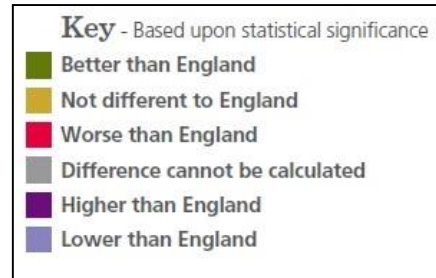 Key - Based upon statistical significance
Better than England
Not different to England
Worse than England
Difference cannot be calculated
Higher than England
Lower than England